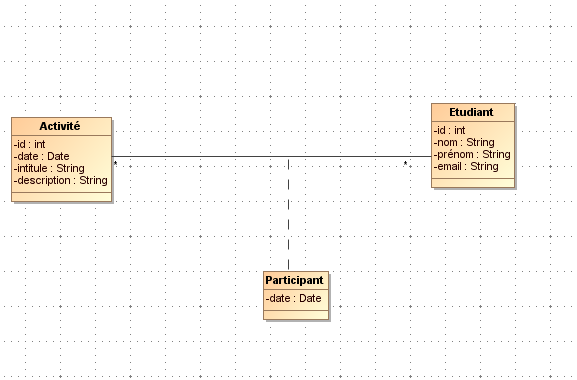 Activité
-id : int
-date : Date
-intitule : String
-description : String
*
*
Etudiant
-id : int
-nom : String
-prénom : String
-email : String
Participant
-date : Date